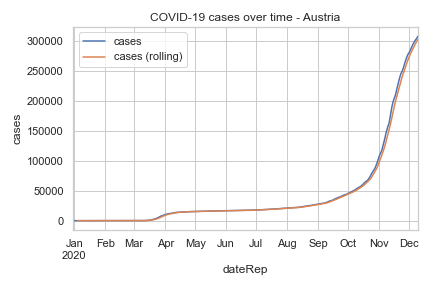 COVID-19 cases over time - Austria
cases
cases (rolling)
300000
250000
200000
150000
100000
50000
0
cases
Jan Feb Mar Apr May Jun Jul Aug Sep Oct Nov Dec
2020
dateRep